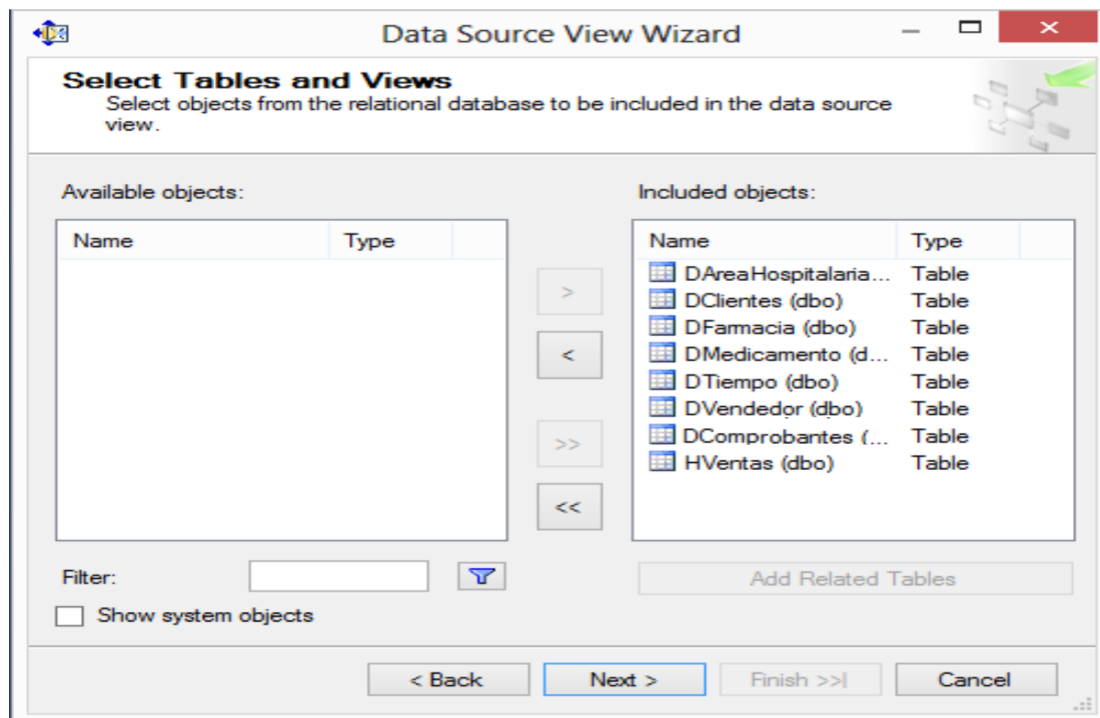 Data Source View Wizard
Select Tables and Views
Select objects from the relational database to be included in the data source
view.
Available objects:
Included objects:
Name Type
Name Type
DAreaHospitalaria... Table
DClientes (dbo) Table
DFarmacia (dbo) Table
DMedicamento (d... Table
DTiempo (dbo) Table
DVendedor (dbo) Table
DComprobantes (... Table
HVentas (dbo) Table
>
<
>>
<<
Filter:
Add Related Tables
Show system objects
< Back Next > Finish >>| Cancel